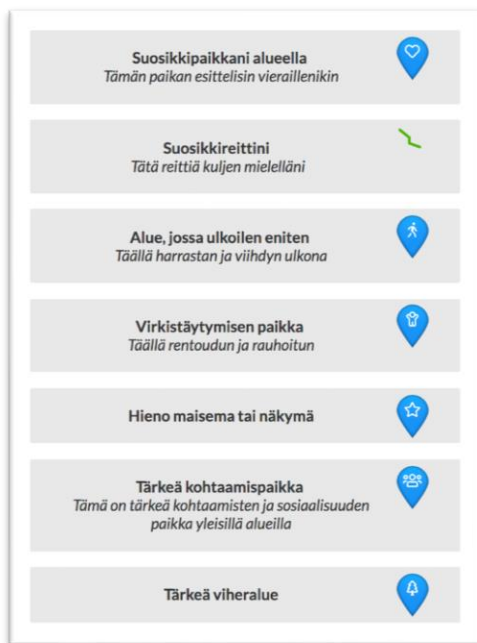 Suosikkipaikkani alueella
Tämän paikan esittelisin vieraillenikin
Suosikkireittini
Tätä reittiä kuljen mielelläni
Alue, jossa ulkoilen eniten
Täällä harrastan ja viihdyn ulkona
Virkistäytymisen paikka
Täällä rentoudun ja rauhoitun
Hieno maisema tai näkymä
Tärkeä kohtaamispaikka
Tämä on tärkeä kohtaamisten ja sosiaalisuuden
paikka yleisillä alueilla
Tärkeä viheralue